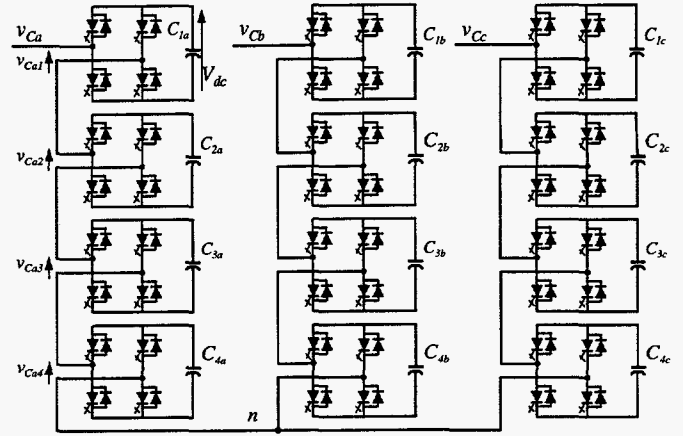 v_Ca C_1a v_Cb C_1b v_Cc C_1c
v_Ca1 V_dc
v_Ca2 C_2a C_2b C_2c
v_Ca3 C_3a C_3b C_3c
v_Ca4 C_4a C_4b C_4c
n